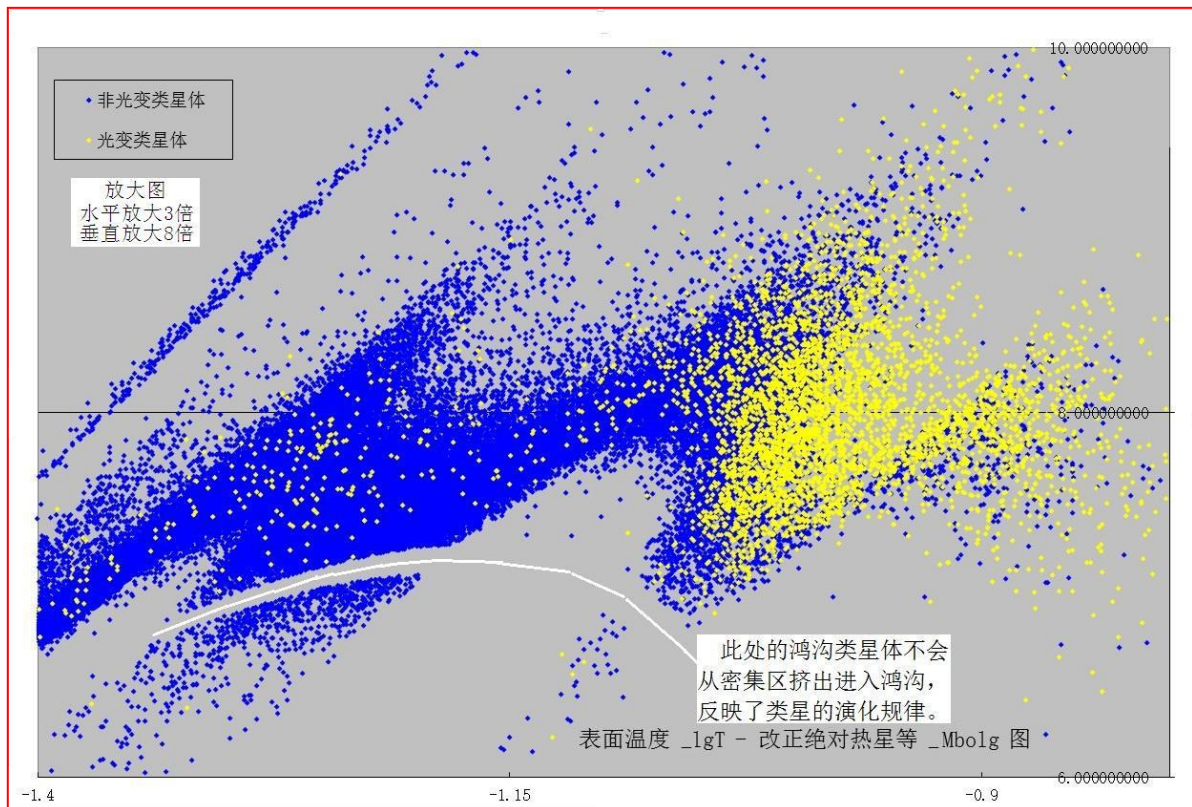 10.000000000
非光变类星体
光变类星体
放大图
水平放大3倍
垂直放大8倍
8.000000000
此处的鸿沟类星体不会
从密集区挤出进入鸿沟，
反映了类星的演化规律。
表面温度 _lgT - 改正绝对热星等 _Mbolg 图
6.000000000
-1.4
-1.15
-0.9